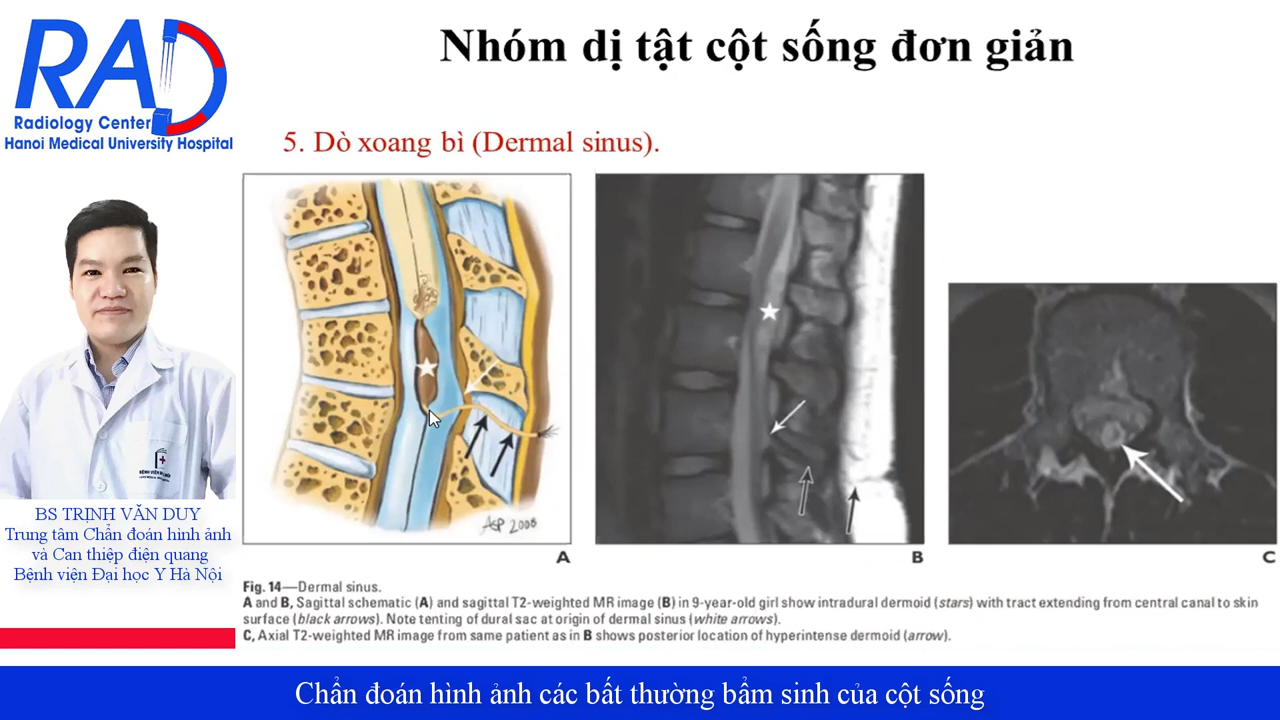 RAD
Radiology Center
Hanoi Medical University Hospital
Nhóm dị tật cột sống đơn giản
5. Dò xoang bì (Dermal sinus).
ASP 2008
A
B
C
BS TRỊNH VĂN DUY
Trung tâm Chẩn đoán hình ảnh
và Can thiệp điện quang
Bệnh viện Đại học Y Hà Nội
Fig. 14—Dermal sinus.
A and B, Sagittal schematic (A) and sagittal T2-weighted MR image (B) in 9-year-old girl show intradural dermoid (stars) with tract extending from central canal to skin
surface (black arrows). Note tenting of dural sac at origin of dermal sinus (white arrows).
C, Axial T2-weighted MR image from same patient as in B shows posterior location of hyperintense dermoid (arrow).
Chẩn đoán hình ảnh các bất thường bẩm sinh của cột sống